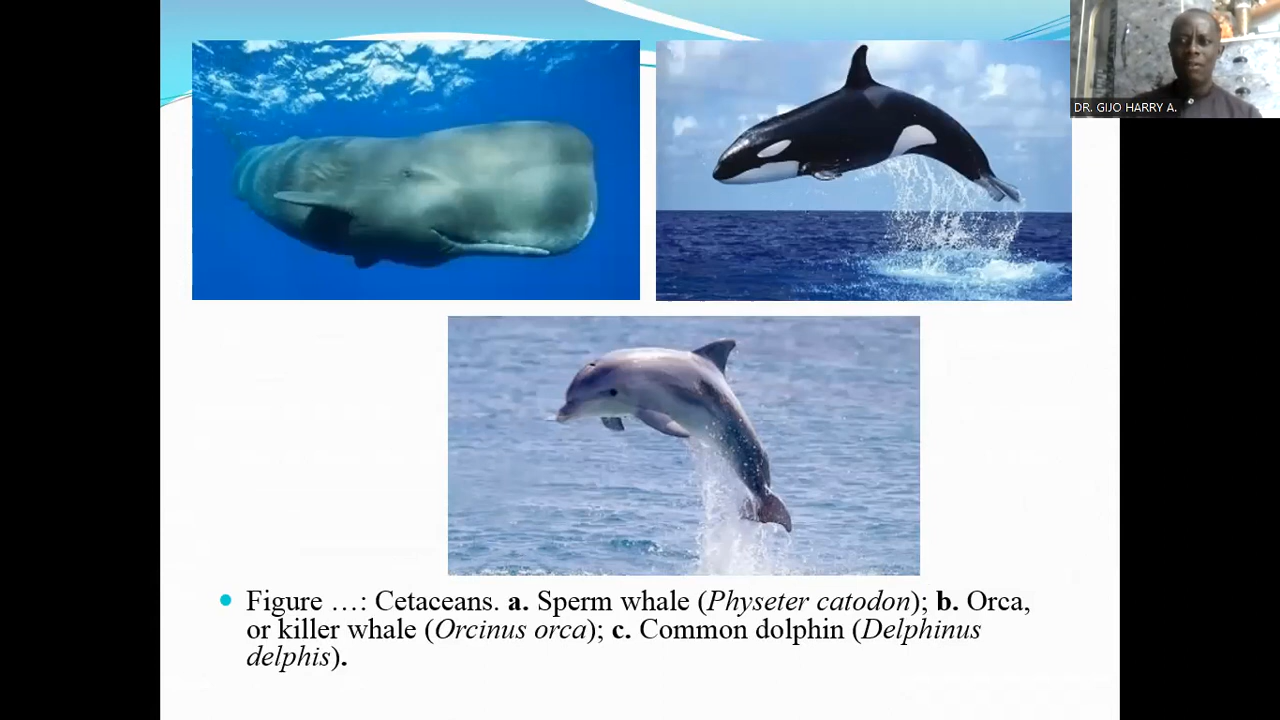 DR. GIJO HARRY A.
Figure …: Cetaceans. a. Sperm whale (Physeter catodon); b. Orca,
or killer whale (Orcinus orca); c. Common dolphin (Delphinus
delphis).